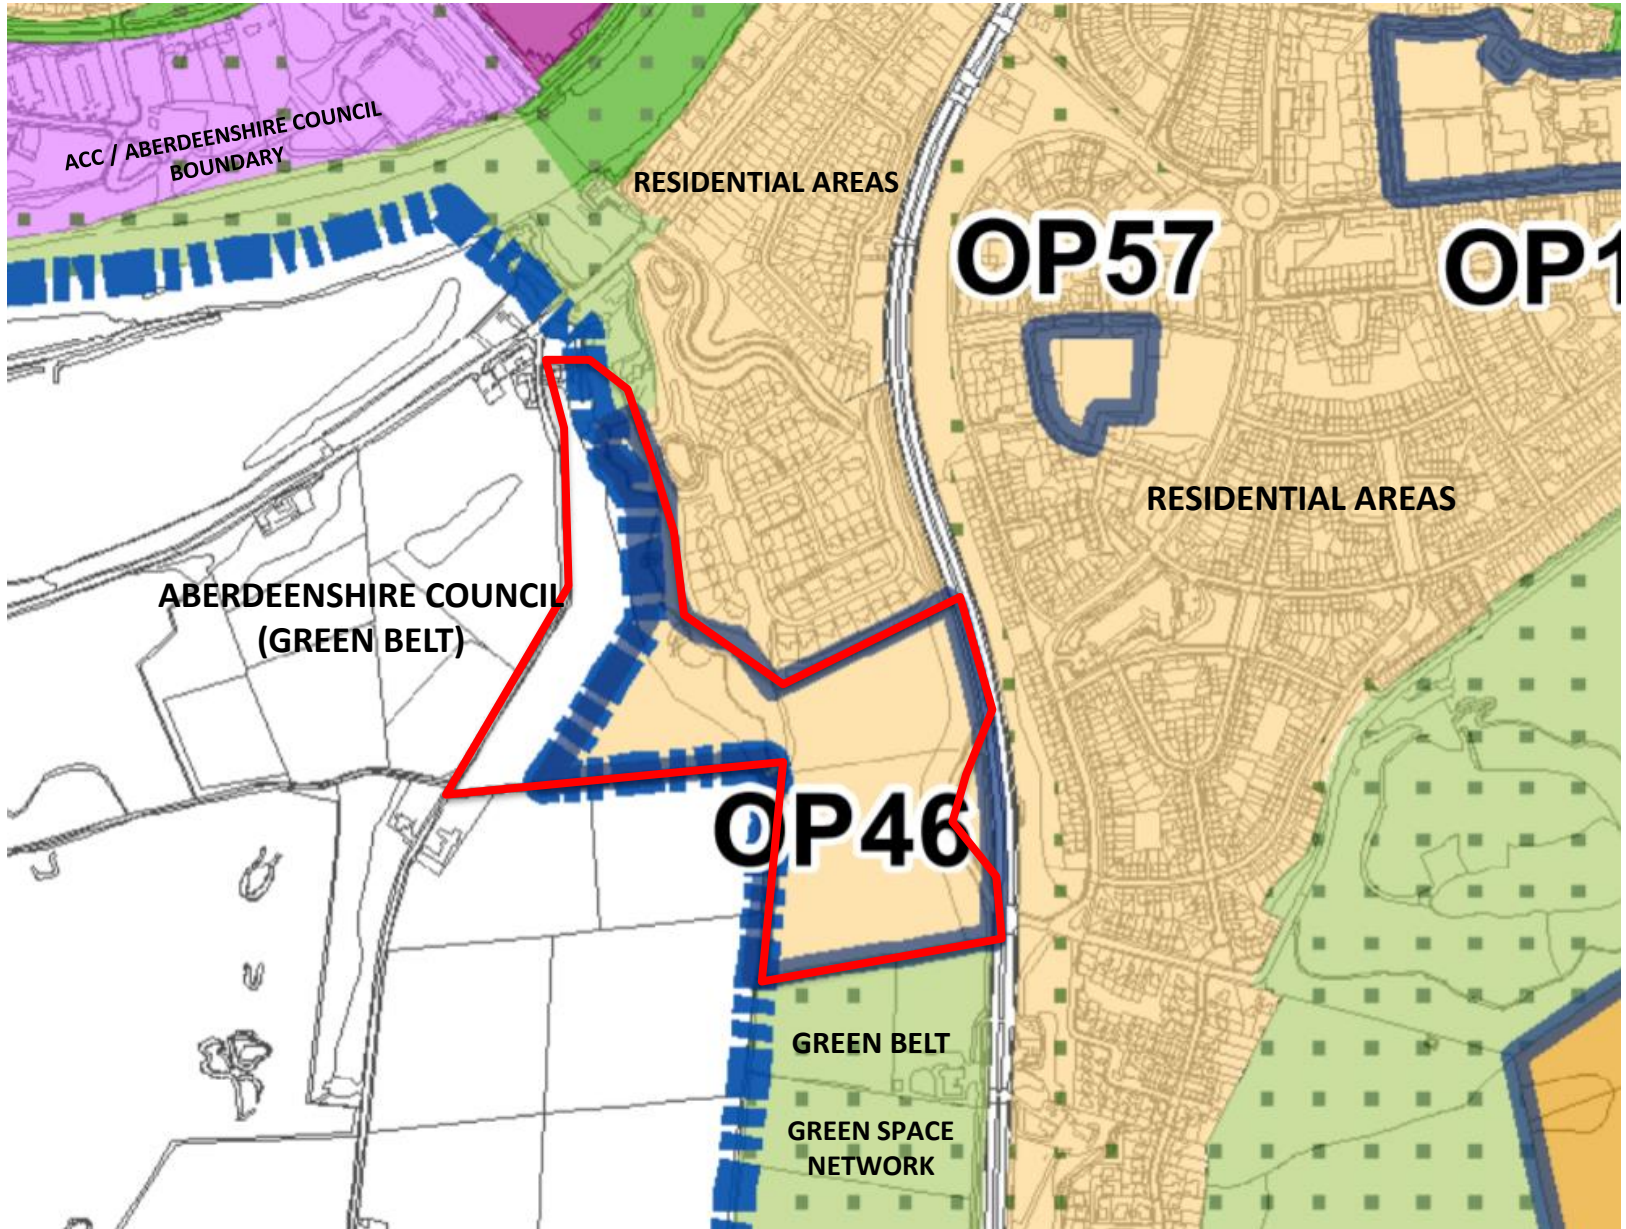 ACC / ABERDEENSHIRE COUNCIL
BOUNDARY
RESIDENTIAL AREAS
OP57
OP1
RESIDENTIAL AREAS
ABERDEENSHIRE COUNCIL
(GREEN BELT)
OP46
GREEN BELT
GREEN SPACE
NETWORK